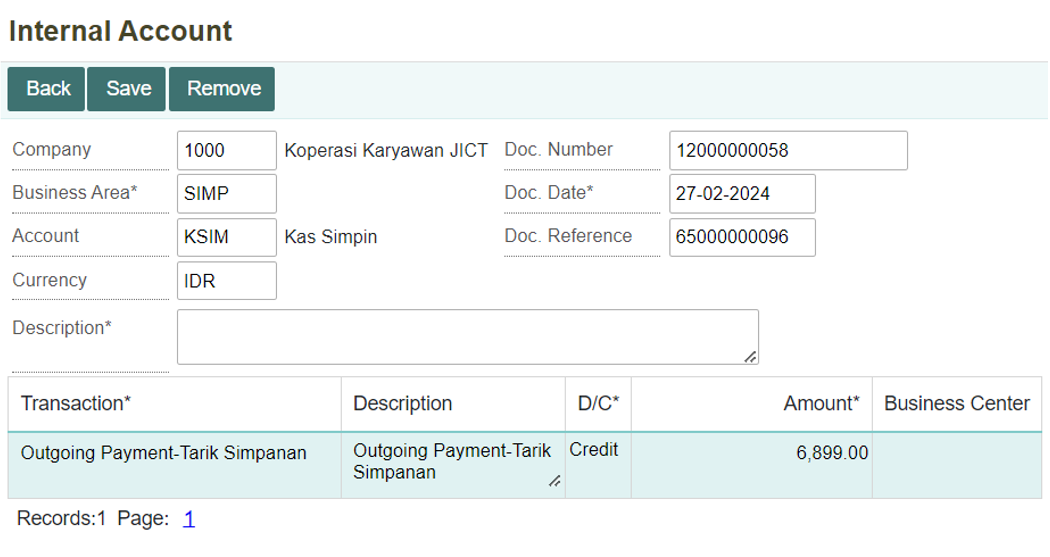 Internal Account
Back Save Remove
Company 1000 Koperasi Karyawan JICT Doc. Number 12000000058
Business Area* SIMP Doc. Date* 27-02-2024
Account KSIM Kas Simpin Doc. Reference 65000000096
Currency IDR
Description*
Transaction* Description D/C* Amount* Business Center
Outgoing Payment-Tarik Simpanan Outgoing Payment-Tarik Credit 6,899.00
Simpanan
Records:1 Page: 1